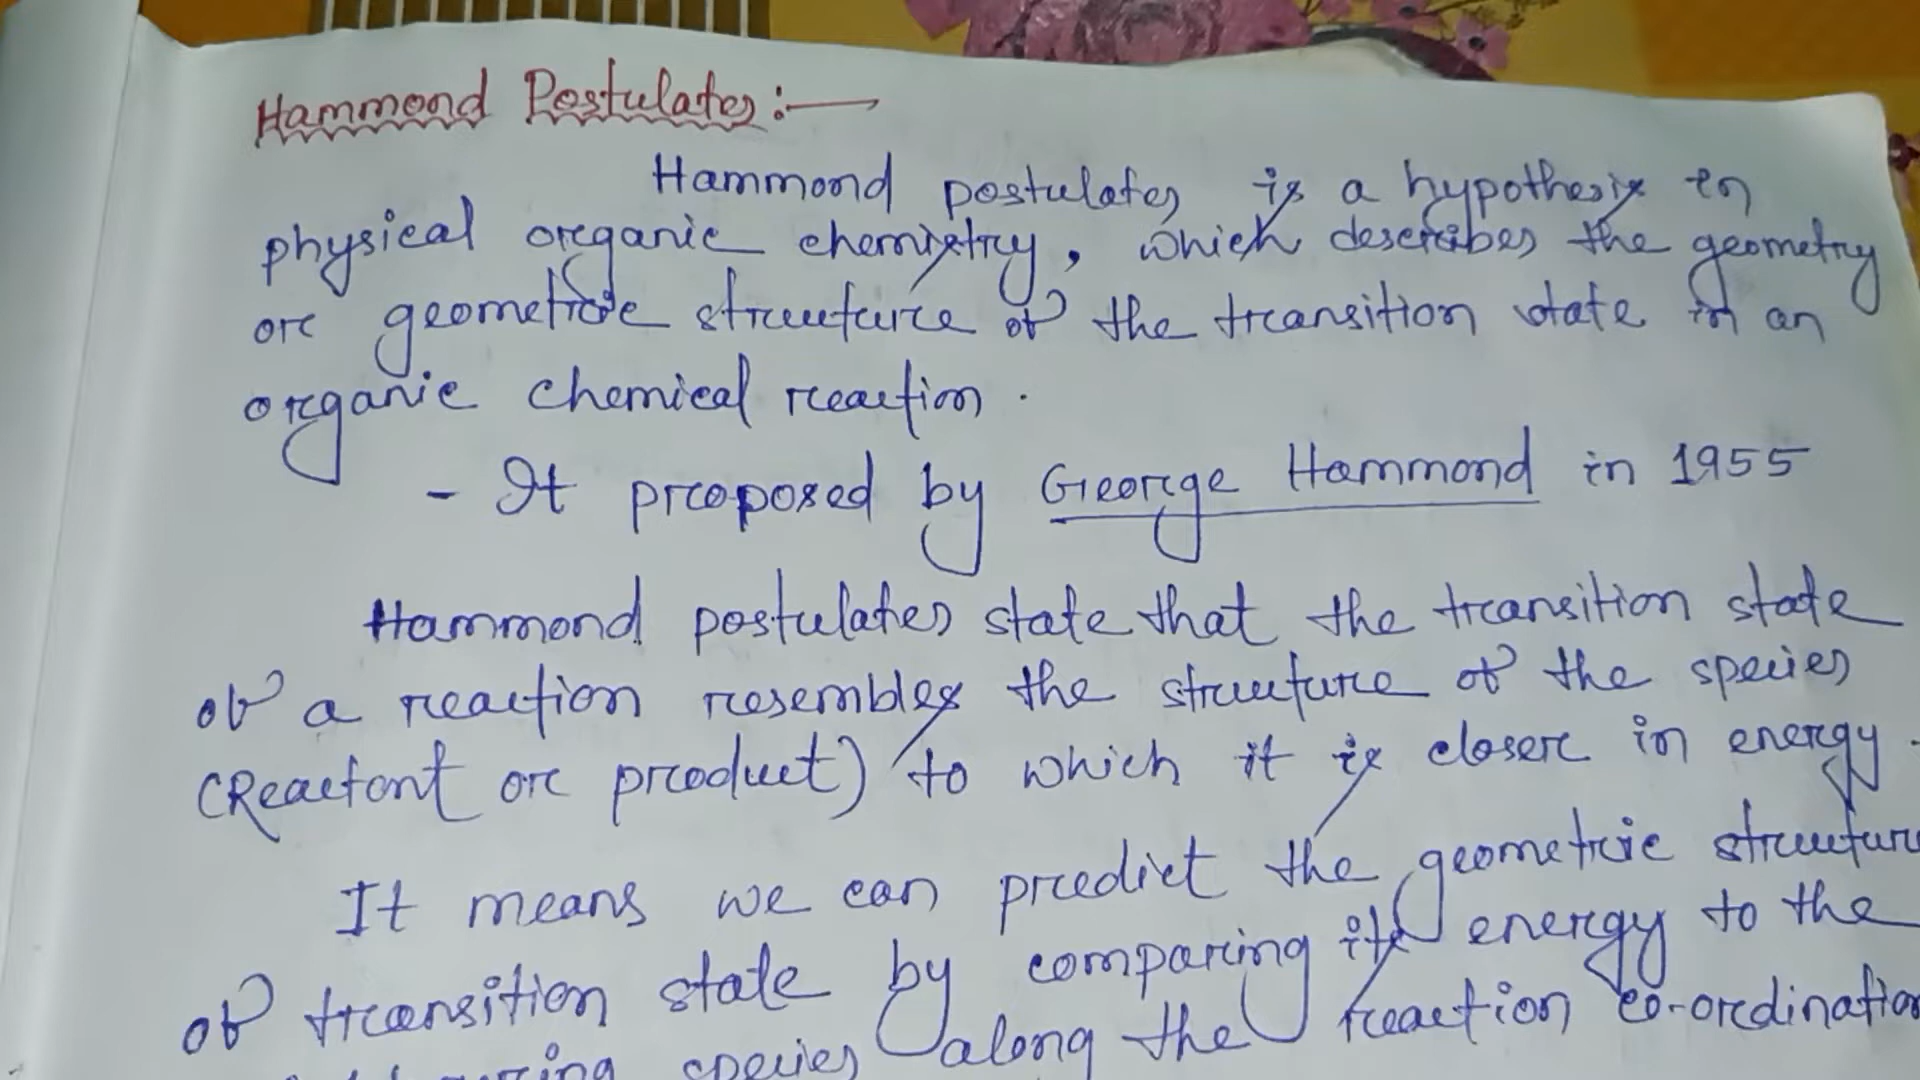 Hammond Postulates :→
Hammond postulates is a hypothesis in
physical organic chemistry, which describes the geometry
or geometric structure of the transition state in an
organic chemical reaction.
- It proposed by George Hammond in 1955
Hammond postulates state that the transition state
of a reaction resembles the structure of the species
(Reactant or product) to which it is closer in energy.
It means we can predict the geometric structure
of transition state by comparing its energy to the
species along the reaction co-ordination